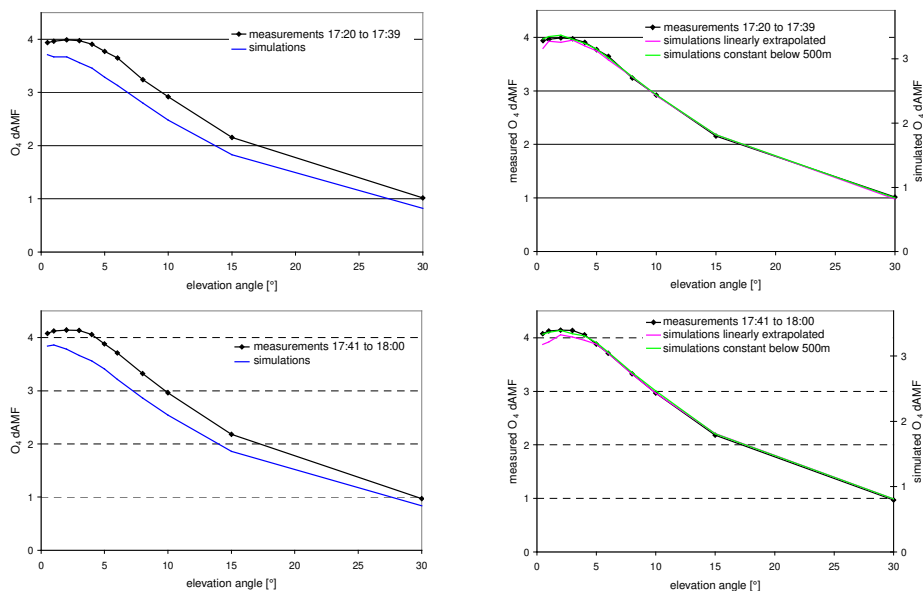 measurements 17:20 to 17:39
simulations
O4 dAMF
4
3
2
1
0
0 5 10 15 20 25 30
elevation angle [°]
measurements 17:20 to 17:39
simulations linearly extrapolated
simulations constant below 500m
measured O4 dAMF
4
3
2
1
0
simulated O4 dAMF
3
2
1
0
0 5 10 15 20 25 30
elevation angle [°]
measurements 17:41 to 18:00
simulations
O4 dAMF
4
3
2
1
0
0 5 10 15 20 25 30
elevation angle [°]
measurements 17:41 to 18:00
simulations linearly extrapolated
simulations constant below 500m
measured O4 dAMF
4
3
2
1
0
simulated O4 dAMF
3
2
1
0
0 5 10 15 20 25 30
elevation angle [°]